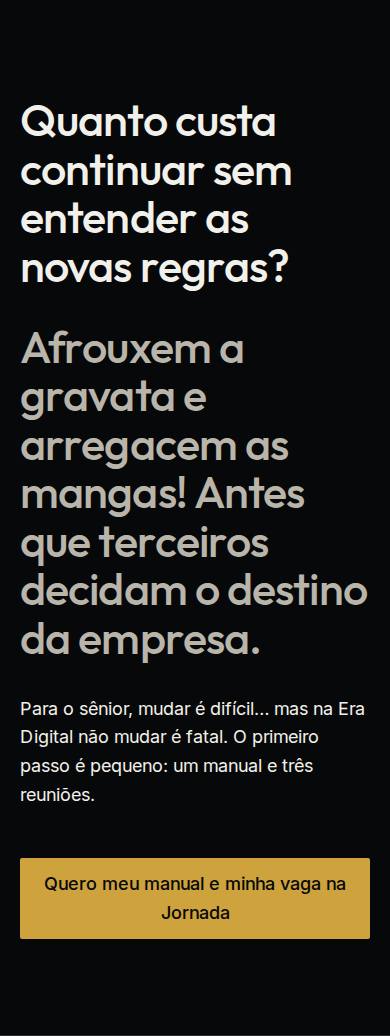 Quanto custa
continuar sem
entender as
novas regras?
Afrouxem a
gravata e
arregacem as
mangas! Antes
que terceiros
decidam o destino
da empresa.
Para o sênior, mudar é difícil... mas na Era
Digital não mudar é fatal. O primeiro
passo é pequeno: um manual e três
reuniões.
Quero meu manual e minha vaga na
Jornada